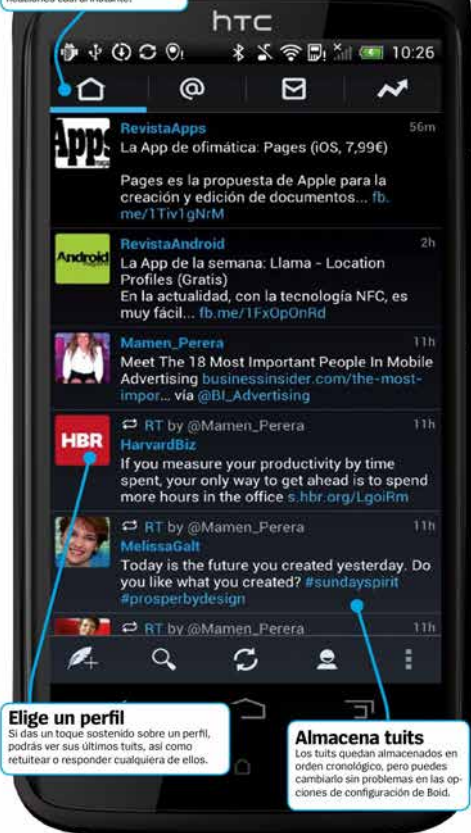 reacciones casi al instante.
hTC
10:26
@
RevistaApps 56m
La App de ofimática: Pages (iOS, 7,99€)
Pages es la propuesta de Apple para la
creación y edición de documentos... fb.
me/1Tiv1gNrM
Apps
RevistaAndroid 2h
La App de la semana: Llama - Location
Profiles (Gratis)
En la actualidad, con la tecnología NFC, es
muy fácil... fb.me/1FxOpOnRd
Android
Mamen_Perera 11h
Meet The 18 Most Important People In Mobile
Advertising businessinsider.com/the-most-
impor... vía @BI_Advertising
RT by @Mamen_Perera 11h
HBR
HarvardBiz
If you measure your productivity by time
spent, your only way to get ahead is to spend
more hours in the office s.hbr.org/LgoiRm
RT by @Mamen_Perera 11h
MelissaGalt
Today is the future you created yesterday. Do
you like what you created? #sundayspirit
#prosperbydesign
RT by @Mamen_Perera 11h
Elige un perfil
Si das un toque sostenido sobre un perfil,
podrás ver sus últimos tuits, así como
retuitear o responder cualquiera de ellos.
Almacena tuits
Los tuits quedan almacenados en
orden cronológico, pero puedes
cambiarlo sin problemas en las op-
ciones de configuración de Boid.